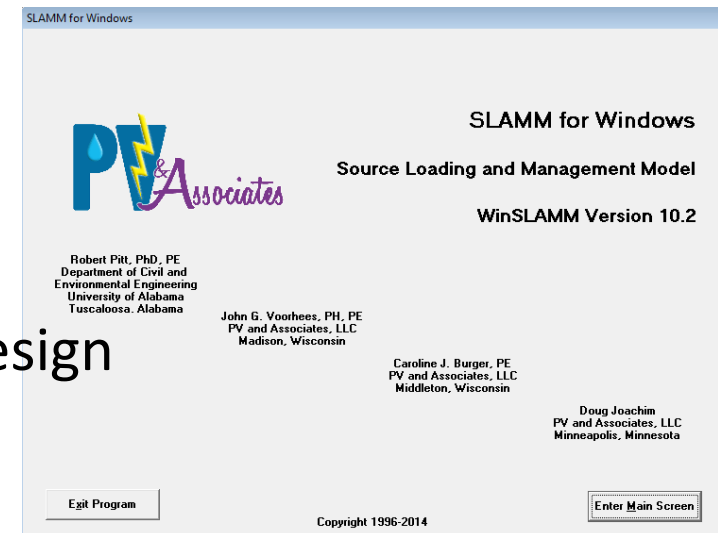 SLAMM for Windows
PV & Associates
SLAMM for Windows
Source Loading and Management Model
WinSLAMM Version 10.2
Robert Pitt, PhD, PE
Department of Civil and
Environmental Engineering
University of Alabama
Tuscaloosa. Alabama
John G. Voorhees, PH, PE
PV and Associates, LLC
Madison, Wisconsin
esign
Caroline J. Burger, PE
PV and Associates, LLC
Middleton, Wisconsin
Doug Joachim
PV and Associates, LLC
Minneapolis, Minnesota
Exit Program
Enter Main Screen
Copyright 1996-2014